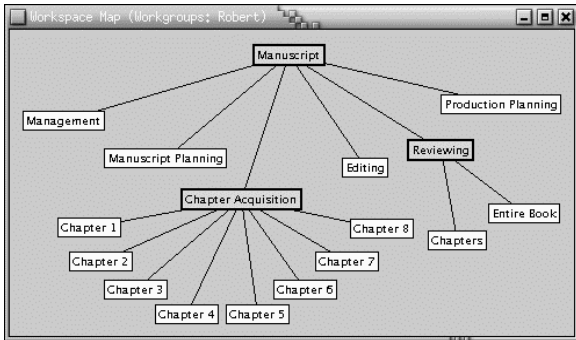 Workspace Map (Workgroups: Robert)
Manuscript
Production Planning
Management
Reviewing
Manuscript Planning
Editing
Chapter Acquisition
Entire Book
Chapter 1
Chapter 8
Chapters
Chapter 2
Chapter 7
Chapter 3
Chapter 6
Chapter 4
Chapter 5